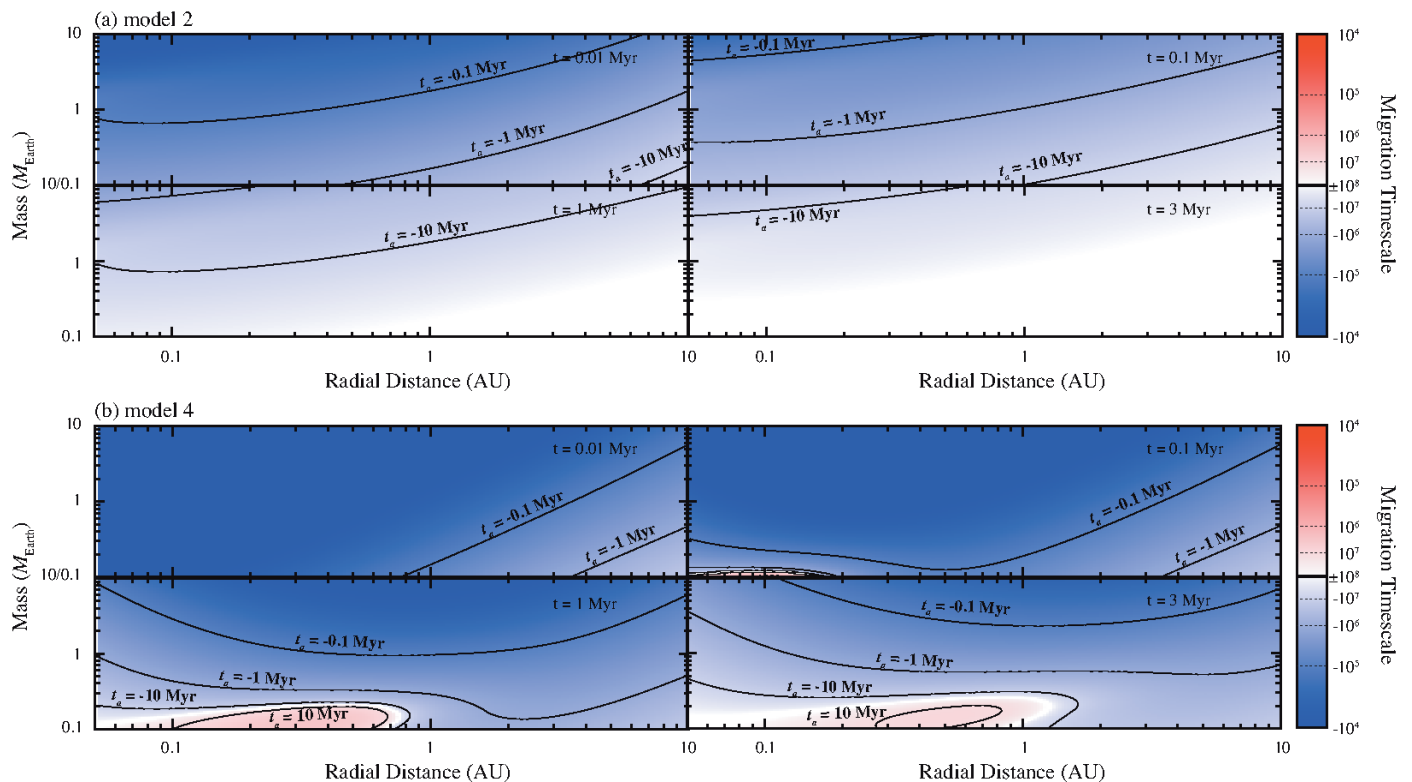 (a) model 2
10
1
10/0.1
1
0.1
Mass (M_Earth)
t_a = -0.1 Myr
t = 0.01 Myr
t_a = -1 Myr
t_a = -10 Myr
t_a = -0.1 Myr
t = 0.1 Myr
t_a = -1 Myr
t_a = -10 Myr
t = 1 Myr
t_a = -10 Myr
t = 3 Myr
t_a = -10 Myr
0.1 1 10 0.1 1 10
Radial Distance (AU) Radial Distance (AU)
10^4
10^5
10^6
10^7
±10^8
-10^7
-10^6
-10^5
-10^4
Migration Timescale
(b) model 4
10
1
10/0.1
1
0.1
Mass (M_Earth)
t = 0.01 Myr
t_a = -0.1 Myr
t_a = -1 Myr
t = 0.1 Myr
t_a = -0.1 Myr
t_a = -1 Myr
t = 1 Myr
t_a = -0.1 Myr
t_a = -1 Myr
t_a = -10 Myr
t_a = 10 Myr
t = 3 Myr
t_a = -0.1 Myr
t_a = -1 Myr
t_a = -10 Myr
t_a = 10 Myr
0.1 1 10 0.1 1 10
Radial Distance (AU) Radial Distance (AU)
10^4
10^5
10^6
10^7
±10^8
-10^7
-10^6
-10^5
-10^4
Migration Timescale